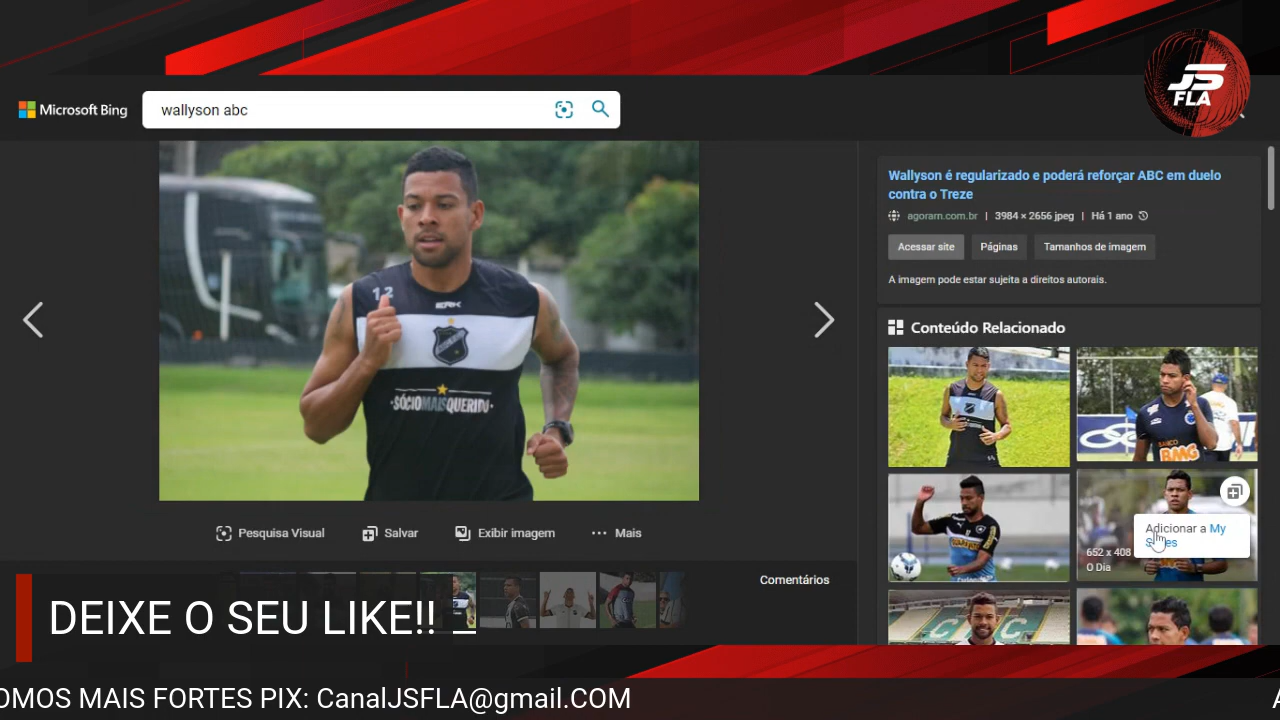 JS
FLA
Microsoft Bing
wallyson abc
12
ERK
SÓCIOMAISQUERIDO
Wallyson é regularizado e poderá reforçar ABC em duelo
contra o Treze
agorarn.com.br | 3984 × 2656 jpeg | Há 1 ano
Acessar site
Páginas
Tamanhos de imagem
A imagem pode estar sujeita a direitos autorais.
Conteúdo Relacionado
BMG
Adicionar a My
652 x 408
O Dia
G C
Pesquisa Visual
Salvar
Exibir imagem
Mais
Comentários
DEIXE O SEU LIKE!! _
OMOS MAIS FORTES PIX: CanalJSFLA@gmail.COM